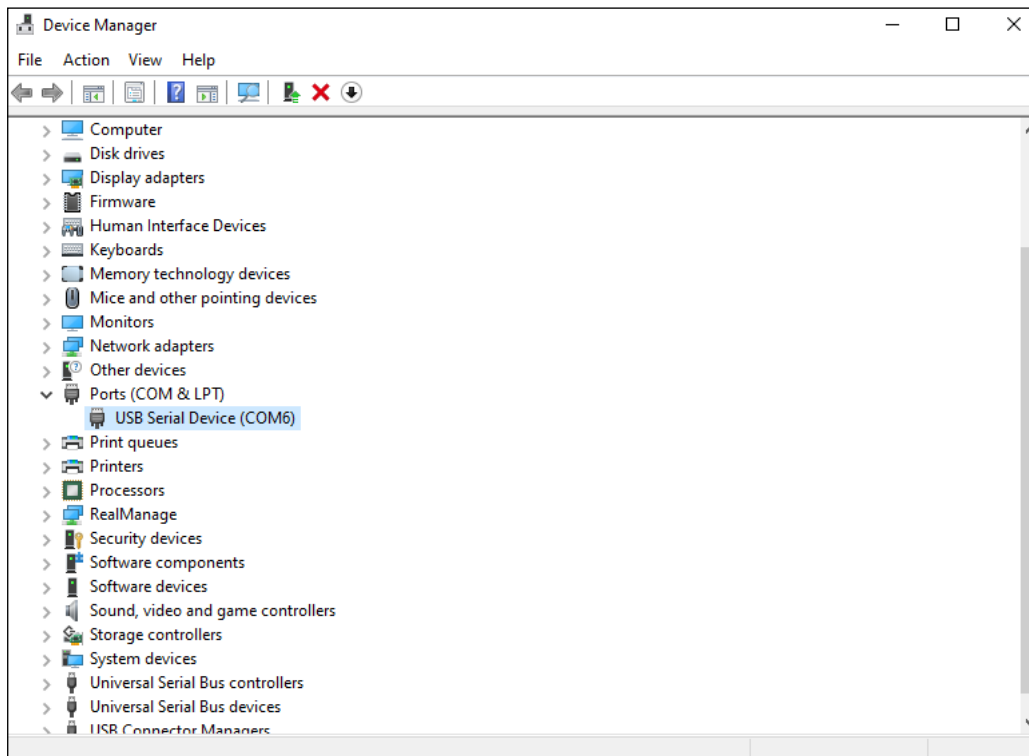 Device Manager
File Action View Help
Computer
Disk drives
Display adapters
Firmware
Human Interface Devices
Keyboards
Memory technology devices
Mice and other pointing devices
Monitors
Network adapters
Other devices
Ports (COM & LPT)
USB Serial Device (COM6)
Print queues
Printers
Processors
RealManage
Security devices
Software components
Software devices
Sound, video and game controllers
Storage controllers
System devices
Universal Serial Bus controllers
Universal Serial Bus devices
USB Connector Managers